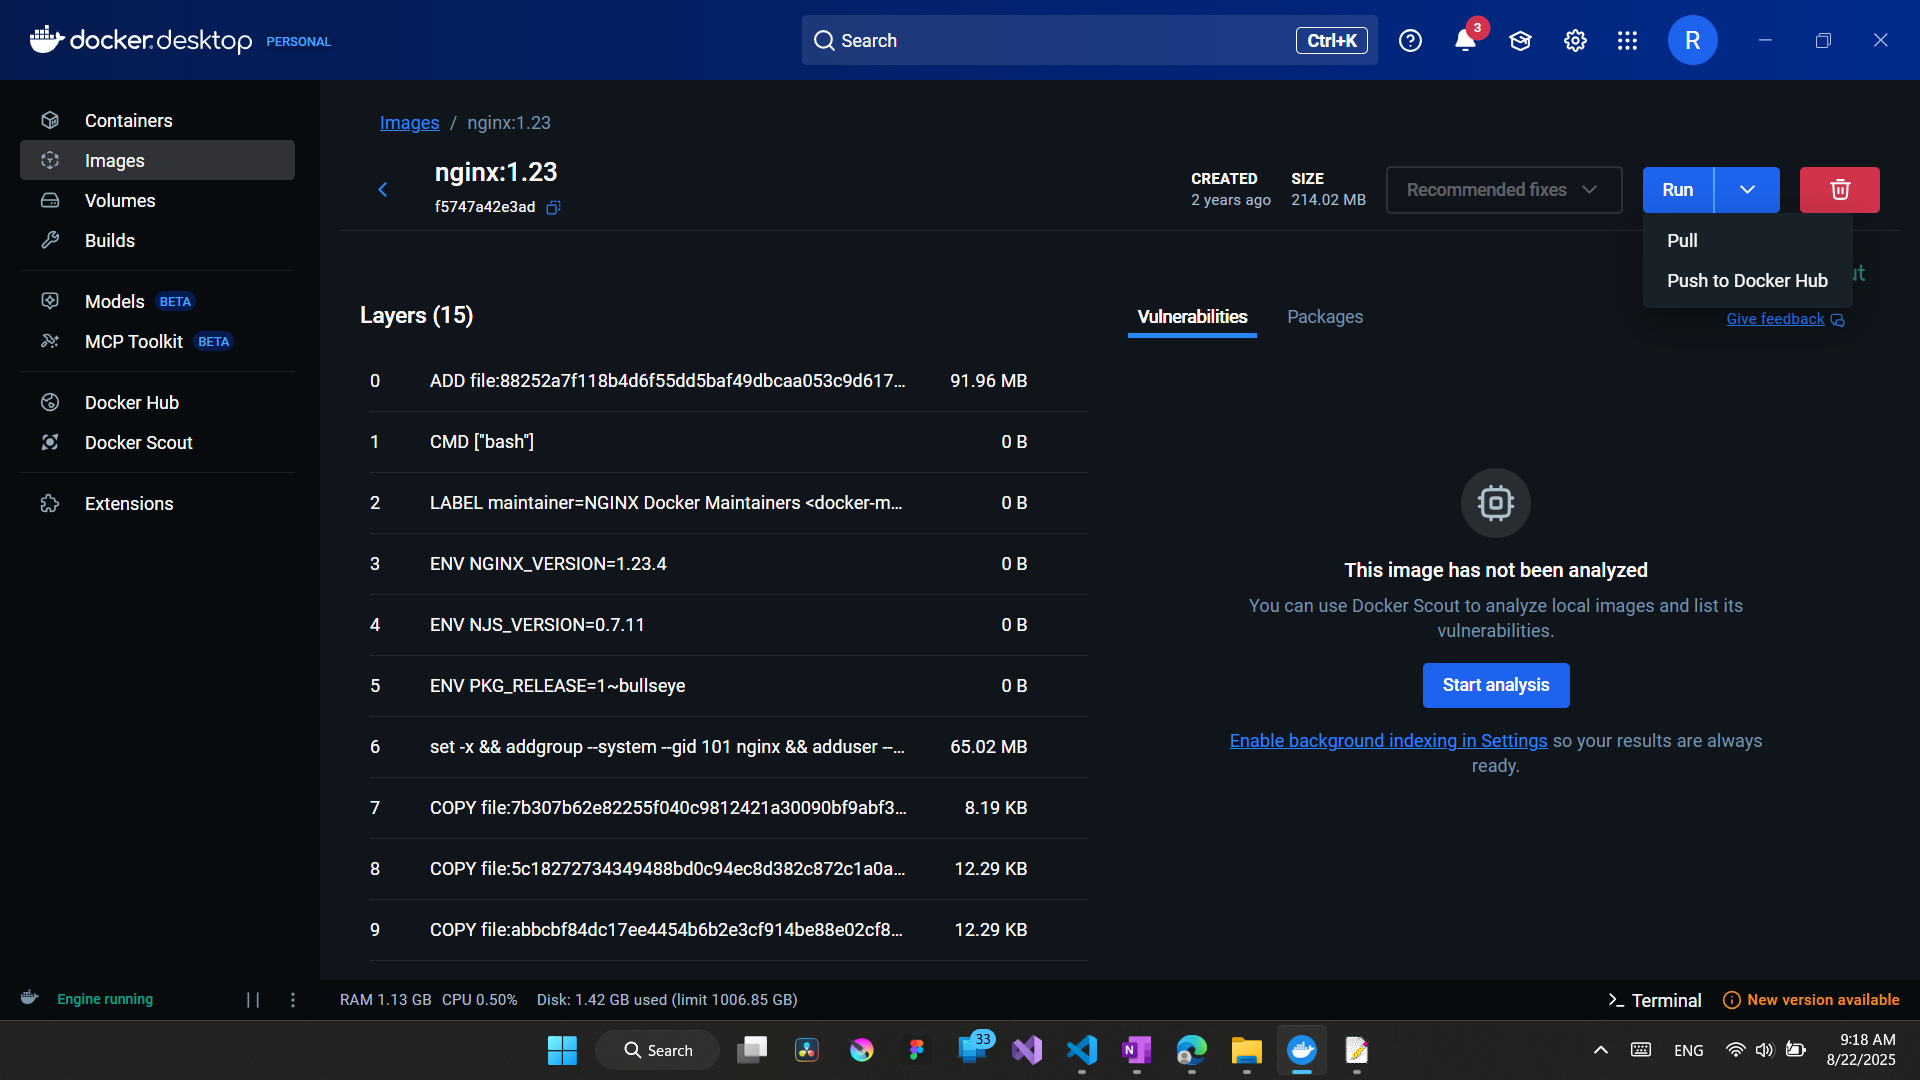 docker.desktop PERSONAL
Search Ctrl+K
3
R
Containers
Images
Volumes
Builds
Models BETA
MCP Toolkit BETA
Docker Hub
Docker Scout
Extensions
Images / nginx:1.23
nginx:1.23
f5747a42e3ad
CREATED
2 years ago
SIZE
214.02 MB
Recommended fixes
Run
Pull
Push to Docker Hub
ut
Give feedback
Layers (15)
0 ADD file:88252a7f118b4d6f55dd5baf49dbcaa053c9d617... 91.96 MB
1 CMD ["bash"] 0 B
2 LABEL maintainer=NGINX Docker Maintainers <docker-m... 0 B
3 ENV NGINX_VERSION=1.23.4 0 B
4 ENV NJS_VERSION=0.7.11 0 B
5 ENV PKG_RELEASE=1~bullseye 0 B
6 set -x && addgroup --system --gid 101 nginx && adduser --... 65.02 MB
7 COPY file:7b307b62e82255f040c9812421a30090bf9abf3... 8.19 KB
8 COPY file:5c18272734349488bd0c94ec8d382c872c1a0a... 12.29 KB
9 COPY file:abbcbf84dc17ee4454b6b2e3cf914be88e02cf8... 12.29 KB
Vulnerabilities Packages
This image has not been analyzed
You can use Docker Scout to analyze local images and list its
vulnerabilities.
Start analysis
Enable background indexing in Settings so your results are always
ready.
Engine running
RAM 1.13 GB CPU 0.50% Disk: 1.42 GB used (limit 1006.85 GB)
Terminal
New version available
Search
33
N
ENG
9:18 AM
8/22/2025